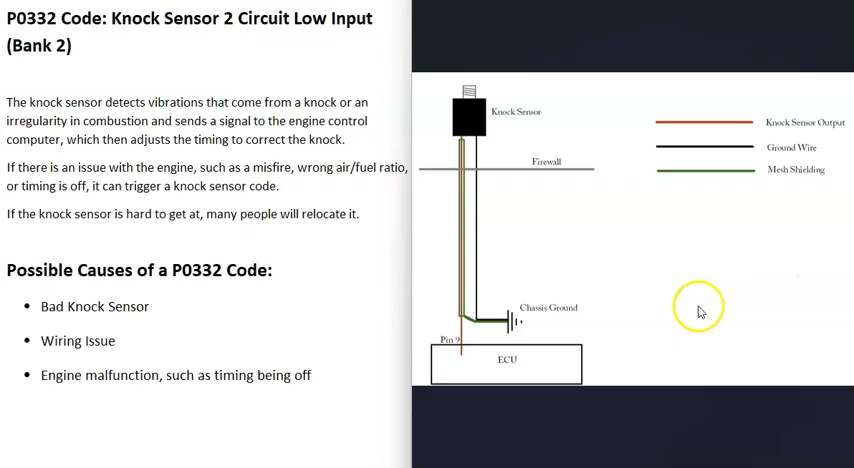 P0332 Code: Knock Sensor 2 Circuit Low Input
(Bank 2)
The knock sensor detects vibrations that come from a knock or an
irregularity in combustion and sends a signal to the engine control
computer, which then adjusts the timing to correct the knock.
If there is an issue with the engine, such as a misfire, wrong air/fuel ratio,
or timing is off, it can trigger a knock sensor code.
If the knock sensor is hard to get at, many people will relocate it.
Possible Causes of a P0332 Code:
• Bad Knock Sensor
• Wiring Issue
• Engine malfunction, such as timing being off
Knock Sensor
Knock Sensor Output
Ground Wire
Firewall
Mesh Shielding
Chassis Ground
Pin 9
ECU